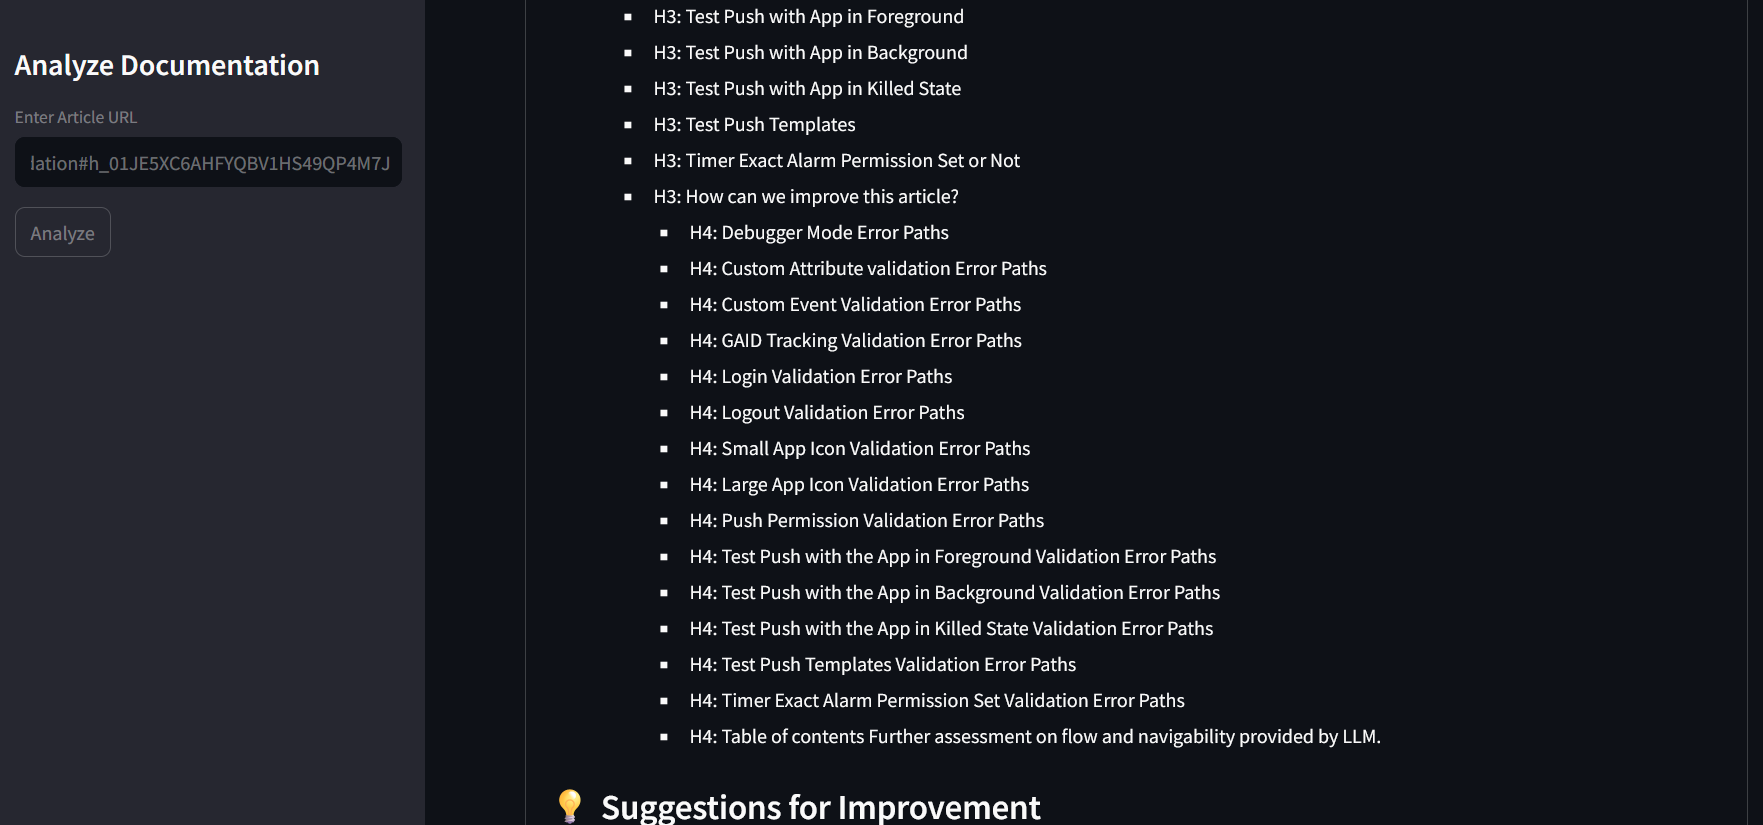 Analyze Documentation
Enter Article URL
lation#h_01JE5XC6AHFYQBV1HS49QP4M7J
Analyze
H3: Test Push with App in Foreground
H3: Test Push with App in Background
H3: Test Push with App in Killed State
H3: Test Push Templates
H3: Timer Exact Alarm Permission Set or Not
H3: How can we improve this article?
H4: Debugger Mode Error Paths
H4: Custom Attribute validation Error Paths
H4: Custom Event Validation Error Paths
H4: GAID Tracking Validation Error Paths
H4: Login Validation Error Paths
H4: Logout Validation Error Paths
H4: Small App Icon Validation Error Paths
H4: Large App Icon Validation Error Paths
H4: Push Permission Validation Error Paths
H4: Test Push with the App in Foreground Validation Error Paths
H4: Test Push with the App in Background Validation Error Paths
H4: Test Push with the App in Killed State Validation Error Paths
H4: Test Push Templates Validation Error Paths
H4: Timer Exact Alarm Permission Set Validation Error Paths
H4: Table of contents Further assessment on flow and navigability provided by LLM.
Suggestions for Improvement